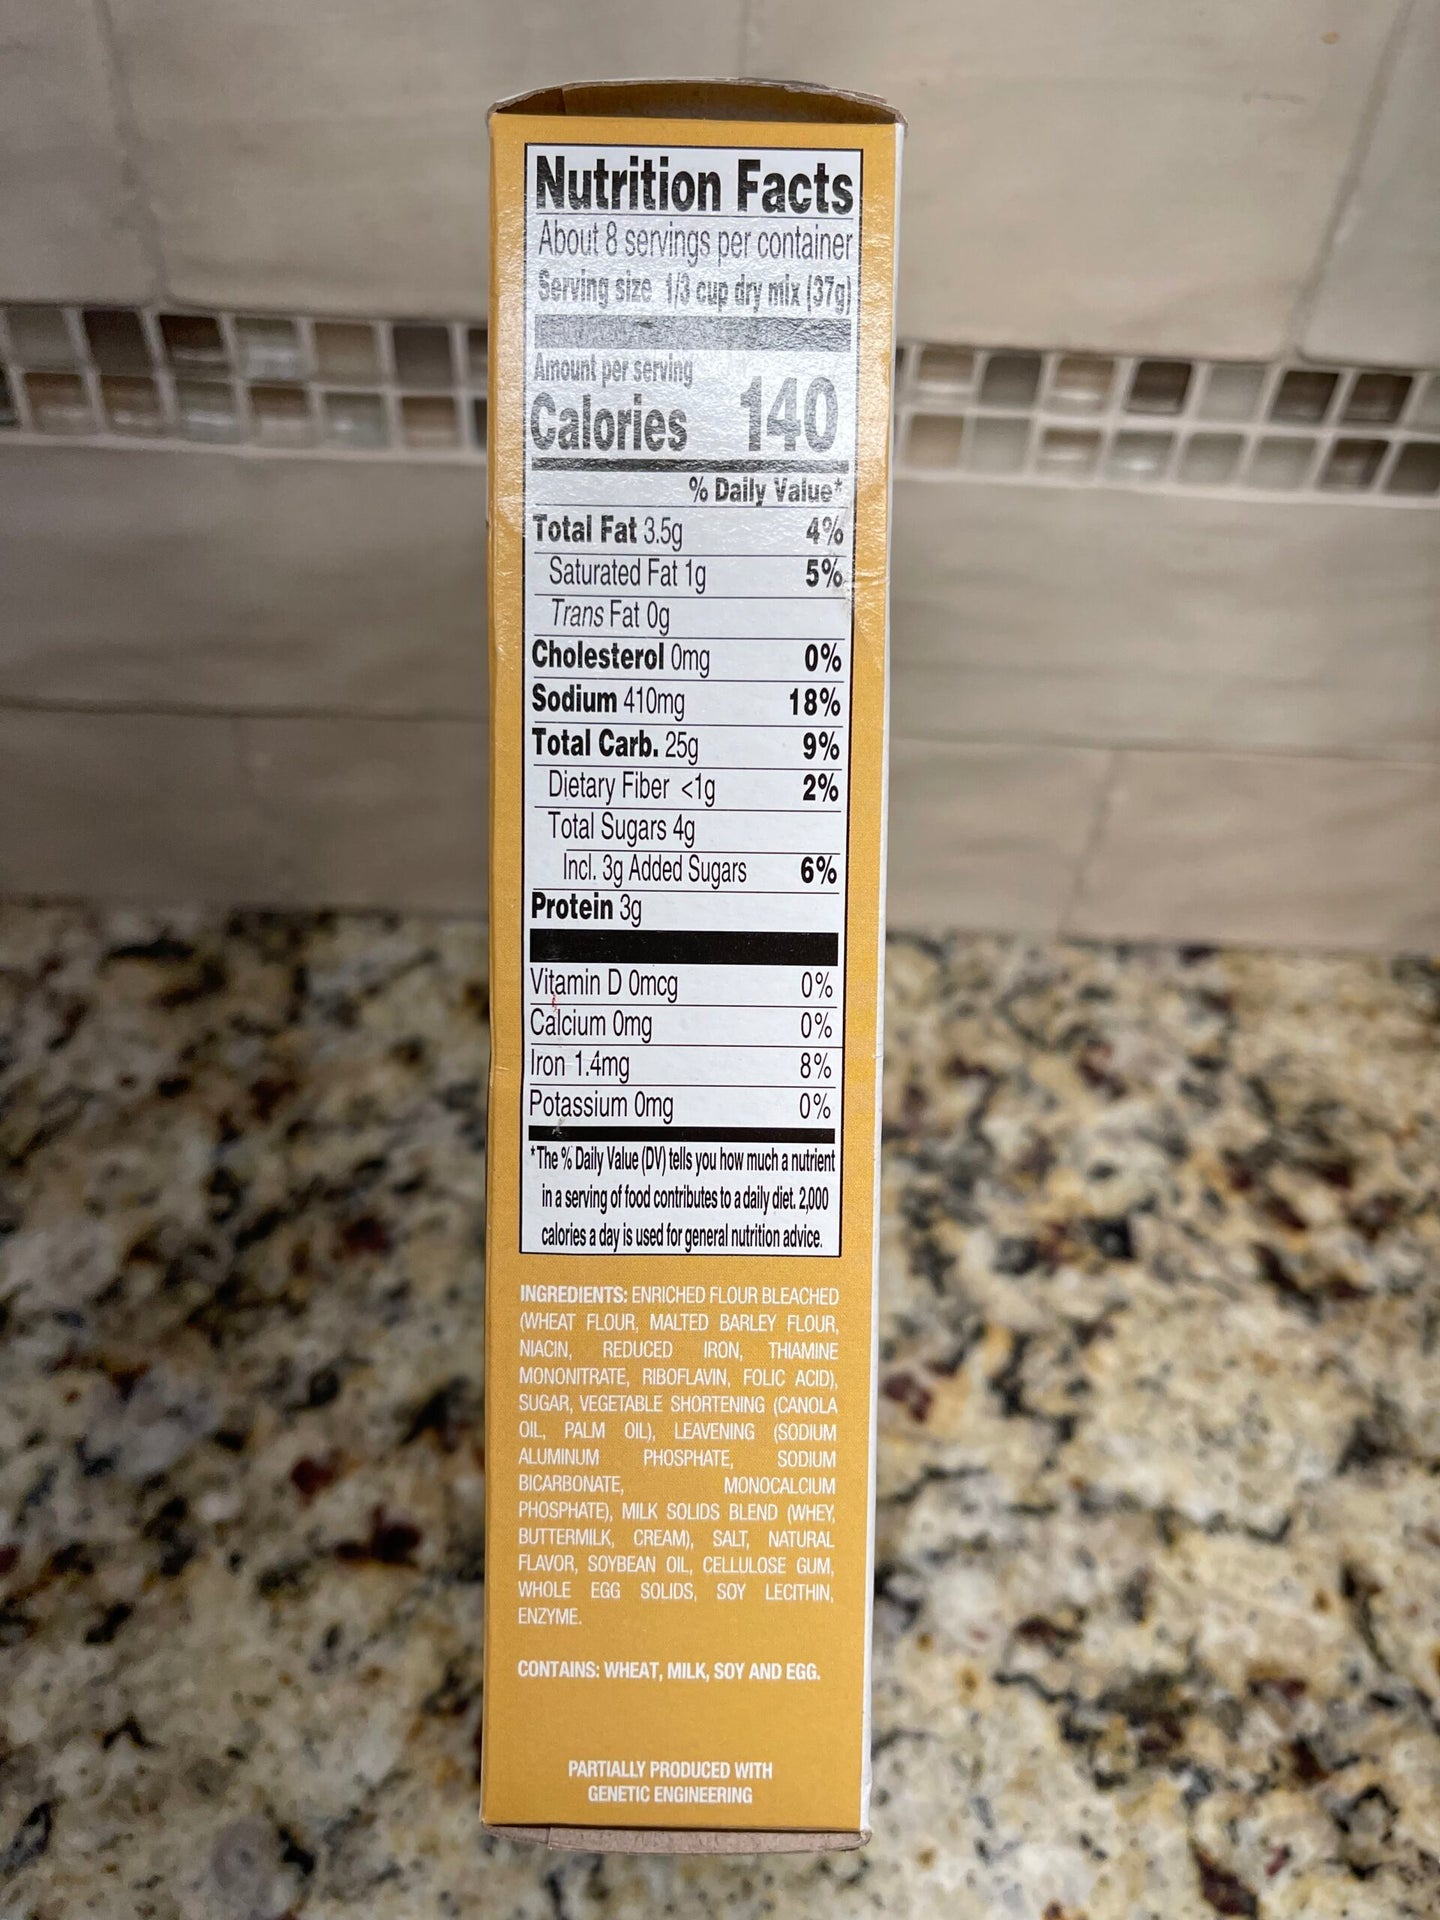 Nutrition Facts
About 8 servings per container
Serving size 1/3 cup dry mix (37g)
Amount per serving
Calories 140
% Daily Value*
Total Fat 3.5g 4%
Saturated Fat 1g 5%
Trans Fat 0g
Cholesterol 0mg 0%
Sodium 410mg 18%
Total Carb. 25g 9%
Dietary Fiber <1g 2%
Total Sugars 4g
Incl. 3g Added Sugars 6%
Protein 3g
Vitamin D 0mcg 0%
Calcium 0mg 0%
Iron 1.4mg 8%
Potassium 0mg 0%
*The % Daily Value (DV) tells you how much a nutrient
in a serving of food contributes to a daily diet. 2,000
calories a day is used for general nutrition advice.
INGREDIENTS: ENRICHED FLOUR BLEACHED
(WHEAT FLOUR, MALTED BARLEY FLOUR,
NIACIN, REDUCED IRON, THIAMINE
MONONITRATE, RIBOFLAVIN, FOLIC ACID),
SUGAR, VEGETABLE SHORTENING (CANOLA
OIL, PALM OIL), LEAVENING (SODIUM
ALUMINUM PHOSPHATE, SODIUM
BICARBONATE, MONOCALCIUM
PHOSPHATE), MILK SOLIDS BLEND (WHEY,
BUTTERMILK, CREAM), SALT, NATURAL
FLAVOR, SOYBEAN OIL, CELLULOSE GUM,
WHOLE EGG SOLIDS, SOY LECITHIN,
ENZYME.
CONTAINS: WHEAT, MILK, SOY AND EGG.
PARTIALLY PRODUCED WITH
GENETIC ENGINEERING